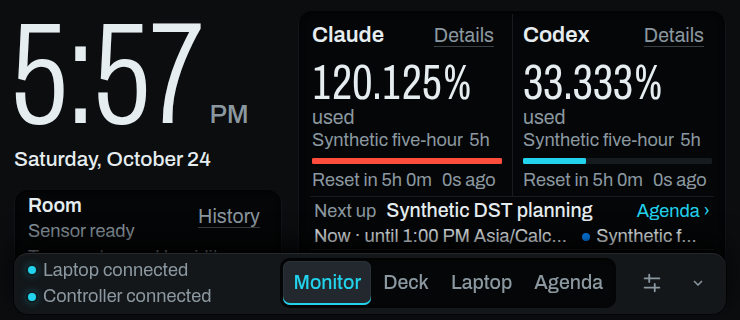 5:57 PM
Saturday, October 24
Room
Sensor ready
History
Claude
Details
120.125%
used
Synthetic five-hour 5h
Reset in 5h 0m 0s ago
Codex
Details
33.333%
used
Synthetic five-hour 5h
Reset in 5h 0m 0s ago
Next up Synthetic DST planning Agenda ›
Now · until 1:00 PM Asia/Calc... Synthetic f...
Laptop connected
Controller connected
Monitor Deck Laptop Agenda